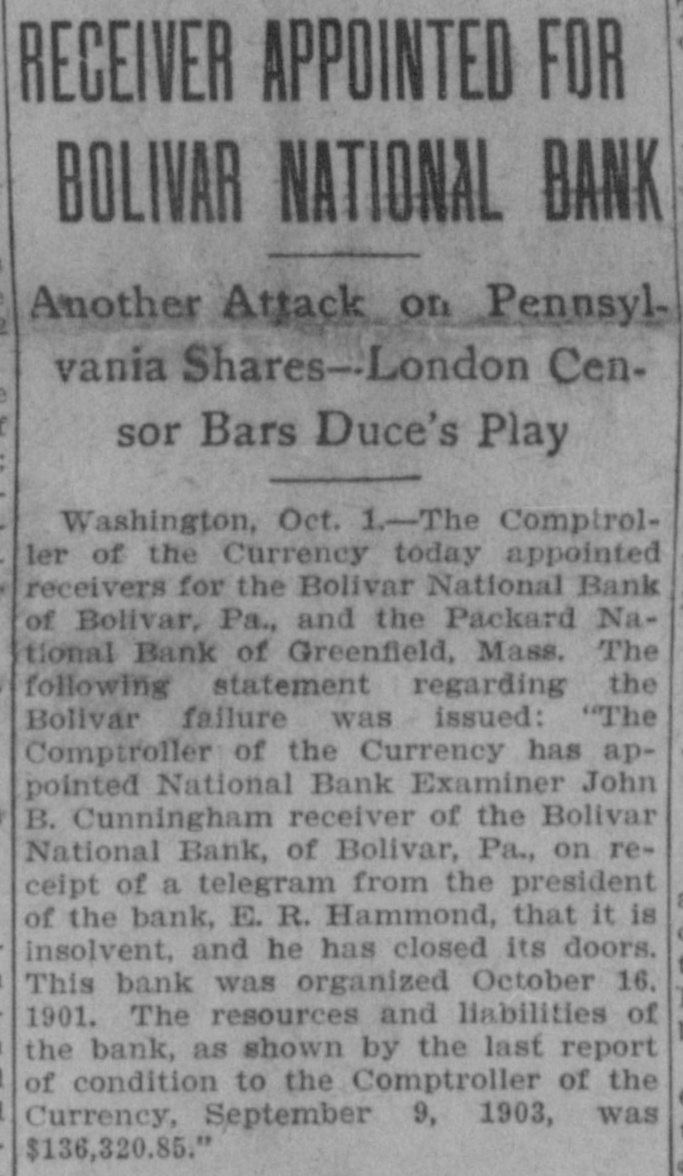 RECEIVER APPOINTED FOR
BOLIVAR NATIONAL BANK
Another Attack on Pennsyl-
vania Shares—London Cen-
sor Bars Duce's Play
Washington, Oct. 1.—The Comptrol-
ler of the Currency today appointed
receivers for the Bolivar National Bank
of Bolivar, Pa., and the Packard Na-
tional Bank of Greenfield, Mass. The
following statement regarding the
Bolivar failure was issued: "The
Comptroller of the Currency has ap-
pointed National Bank Examiner John
B. Cunningham receiver of the Bolivar
National Bank, of Bolivar, Pa., on re-
ceipt of a telegram from the president
of the bank, E. R. Hammond, that it is
insolvent, and he has closed its doors.
This bank was organized October 16,
1901. The resources and liabilities of
the bank, as shown by the last report
of condition to the Comptroller of the
Currency, September 9, 1903, was
$136,320.85."